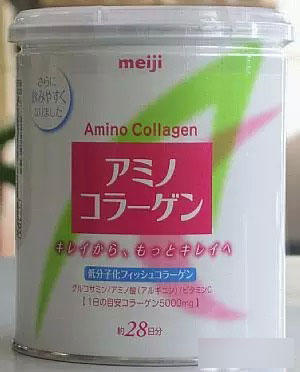 meiji
さらに
飲みやすく
なりました
Amino Collagen
アミノ
コラーゲン
キレイから、もっとキレイへ
低分子化フィッシュコラーゲン
グルコサミン/アミノ酸(アルギニン)/ビタミンC
【1日の目安コラーゲン5000mg】
約28日分